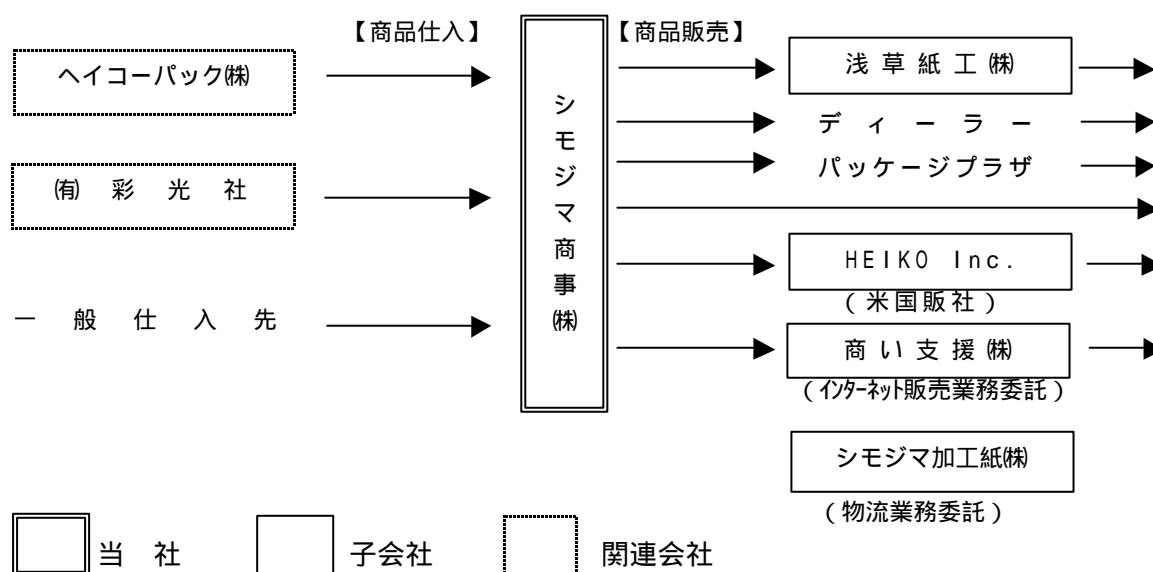 【商品仕入】
【商品販売】
ヘイコーパック㈱
㈲ 彩 光 社
一 般 仕 入 先
シモジマ商事㈱
浅 草 紙 工 ㈱
デ ィ ー ラ ー
パッケージプラザ
HEIKO Inc.
(米国販社)
商 い 支 援 ㈱
(インターネット販売業務委託)
シモジマ加工紙㈱
(物流業務委託)
当 社
子会社
関連会社